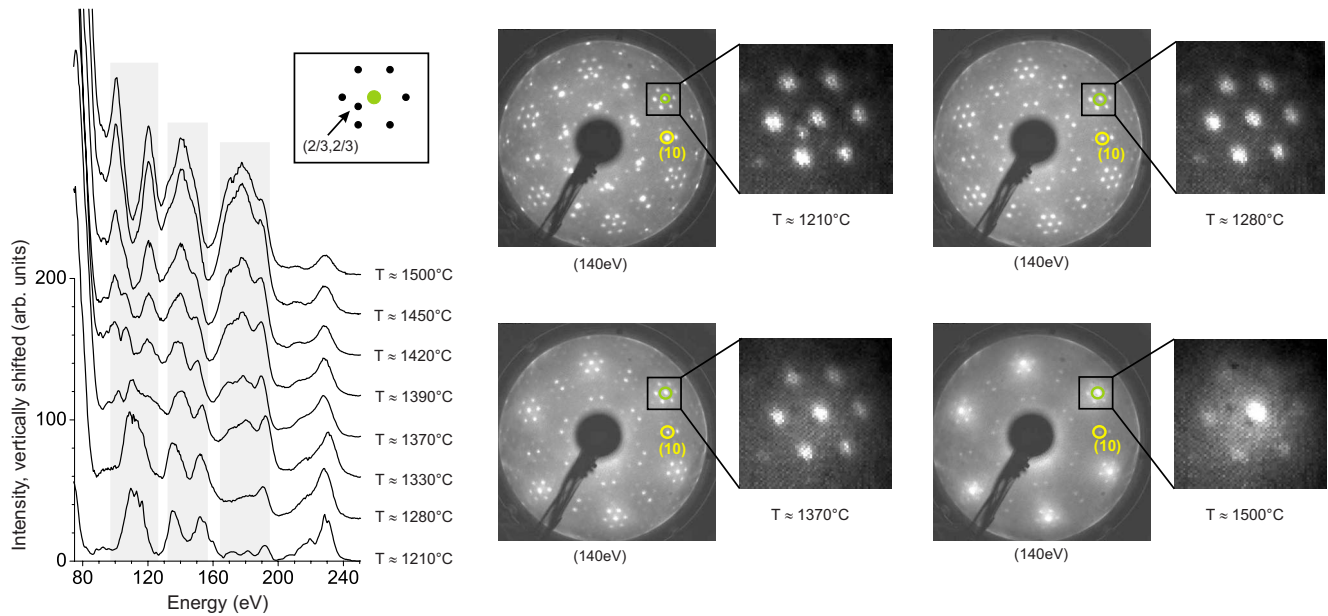 Intensity, vertically shifted (arb. units)
200
100
0
80
120
160
200
240
Energy (eV)
(2/3,2/3)
T ≈ 1500°C
T ≈ 1450°C
T ≈ 1420°C
T ≈ 1390°C
T ≈ 1370°C
T ≈ 1330°C
T ≈ 1280°C
T ≈ 1210°C
(10)
(140eV)
T ≈ 1210°C
(10)
(140eV)
T ≈ 1280°C
(10)
(140eV)
T ≈ 1370°C
(10)
(140eV)
T ≈ 1500°C